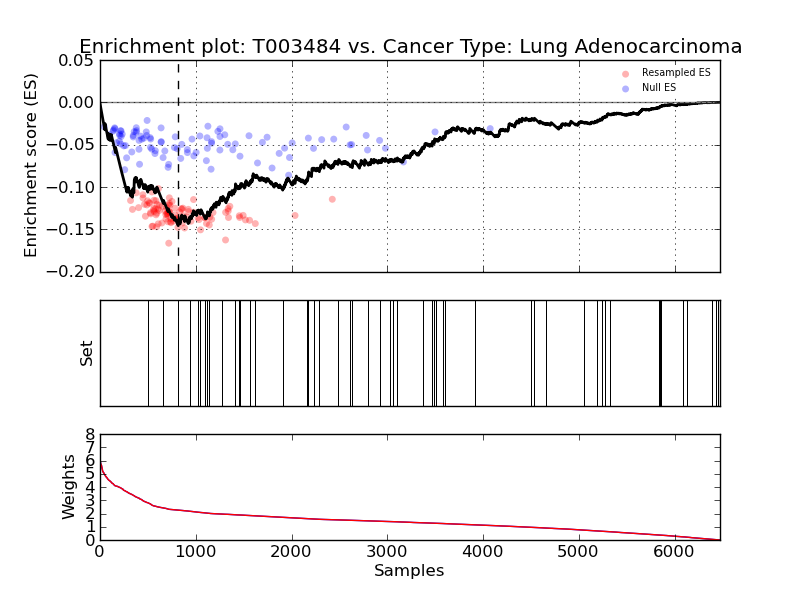 Enrichment plot: T003484 vs. Cancer Type: Lung Adenocarcinoma
Enrichment score (ES)
0.05
0.00
−0.05
−0.10
−0.15
−0.20
Resampled ES
Null ES
Set
Weights
8
7
6
5
4
3
2
1
0
0 1000 2000 3000 4000 5000 6000
Samples